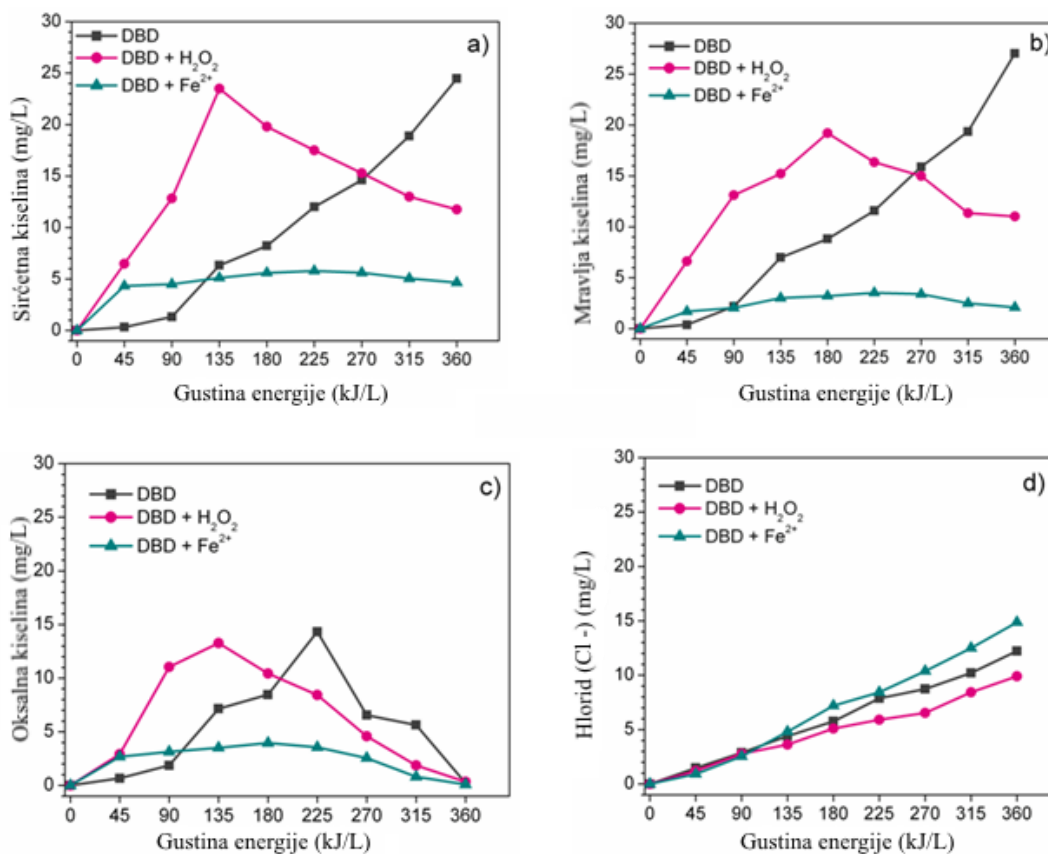 a)
DBD
DBD + H₂O₂
DBD + Fe²⁺
Sirćetna kiselina (mg/L)
30
25
20
15
10
5
0
0 45 90 135 180 225 270 315 360
Gustina energije (kJ/L)
b)
DBD
DBD + H₂O₂
DBD + Fe²⁺
Mravlja kiselina (mg/L)
30
25
20
15
10
5
0
0 45 90 135 180 225 270 315 360
Gustina energije (kJ/L)
c)
DBD
DBD + H₂O₂
DBD + Fe²⁺
Oksalna kiselina (mg/L)
30
25
20
15
10
5
0
0 45 90 135 180 225 270 315 360
Gustina energije (kJ/L)
d)
DBD
DBD + H₂O₂
DBD + Fe²⁺
Hlorid (Cl -) (mg/L)
30
25
20
15
10
5
0
0 45 90 135 180 225 270 315 360
Gustina energije (kJ/L)